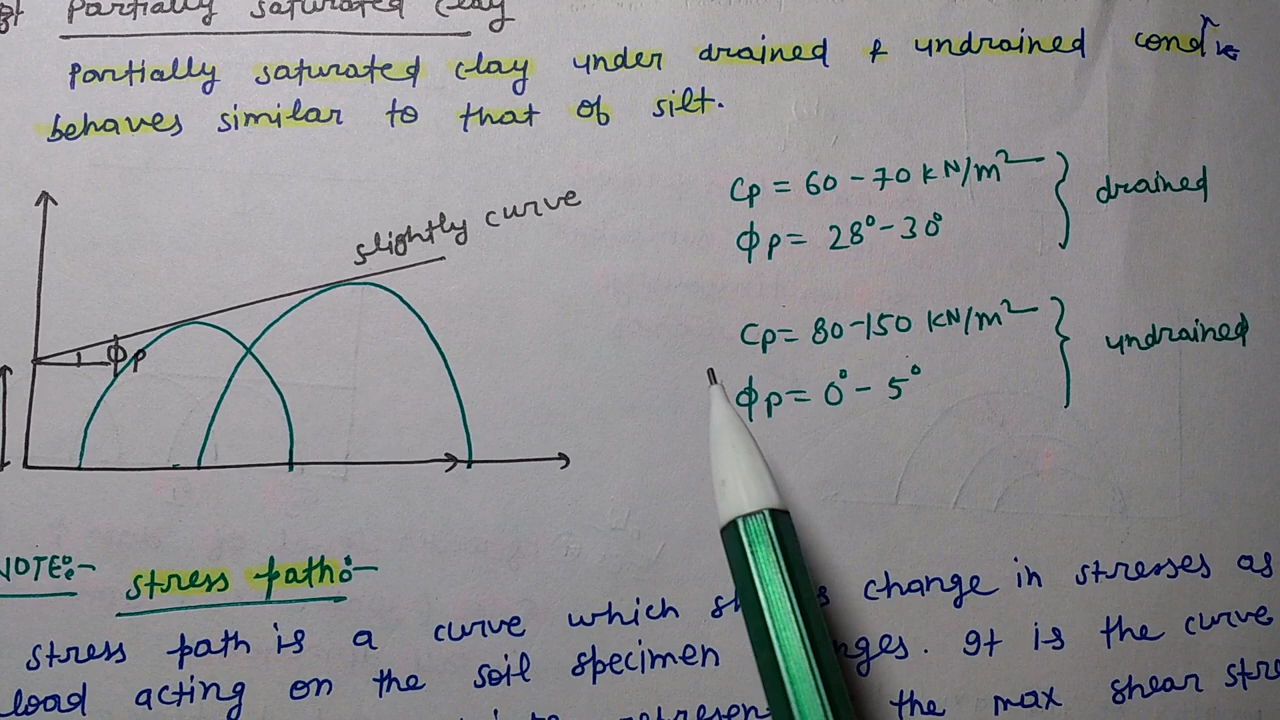 Partially saturated clay
Partially saturated clay under drained & undrained condn
behaves similar to that of silt.
slightly curve
ϕp
Cp = 60 - 70 kN/m²
ϕp = 28° - 30°
drained
Cp = 80 - 150 kN/m²
ϕp = 0° - 5°
undrained
NOTE:- stress path:-
stress path is a curve which change in stresses as
load acting on the soil specimen . It is the curve
the max shear